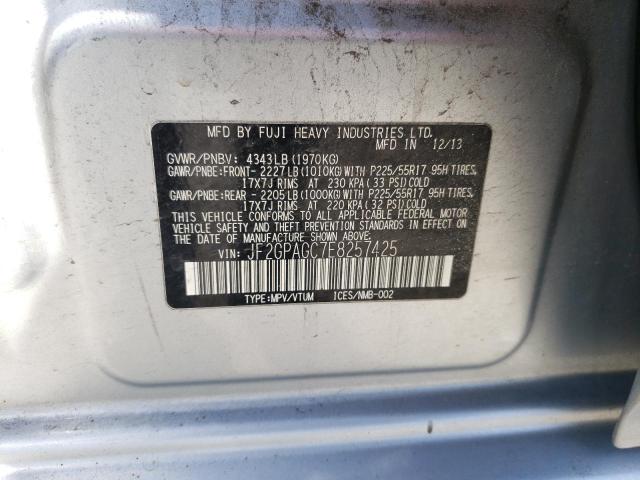 MFD BY FUJI HEAVY INDUSTRIES LTD.
MFD IN 12/13
GVWR/PNBV: 4343LB(1970KG)
GAWR/PNBE:FRONT- 2227LB(1010KG)WITH P225/55R17 95H TIRES,
17X7J RIMS AT 230 KPA(33 PSI)COLD
GAWR/PNBE:REAR - 2205LB(1000KG)WITH P225/55R17 95H TIRES,
17X7J RIMS AT 220 KPA(32 PSI)COLD
THIS VEHICLE CONFORMS TO ALL APPLICABLE FEDERAL MOTOR
VEHICLE SAFETY AND BUMPER STANDARDS IN EFFECT ON THE
DATE OF MANUFACTURE SHOWN ABOVE.
VIN: JF2GPAGC7E8257425
TYPE:MPV/VTUM ICES/NMB-002